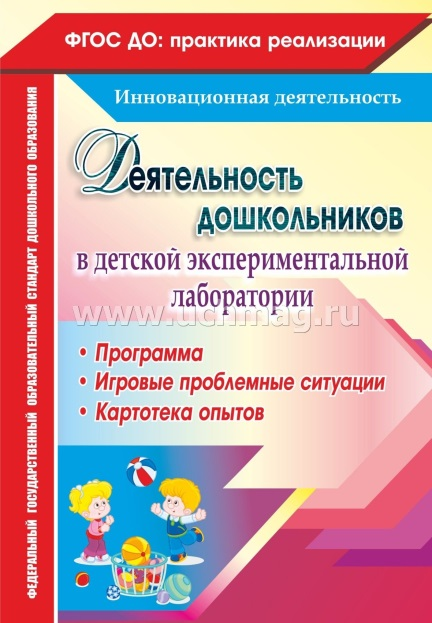 ФГОС ДО: практика реализации
Инновационная деятельность
Деятельность
дошкольников
в детской экспериментальной
лаборатории
www.uchmag.ru
• Программа
• Игровые проблемные ситуации
• Картотека опытов
ФЕДЕРАЛЬНЫЙ ГОСУДАРСТВЕННЫЙ ОБРАЗОВАТЕЛЬНЫЙ СТАНДАРТ ДОШКОЛЬНОГО ОБРАЗОВАНИЯ